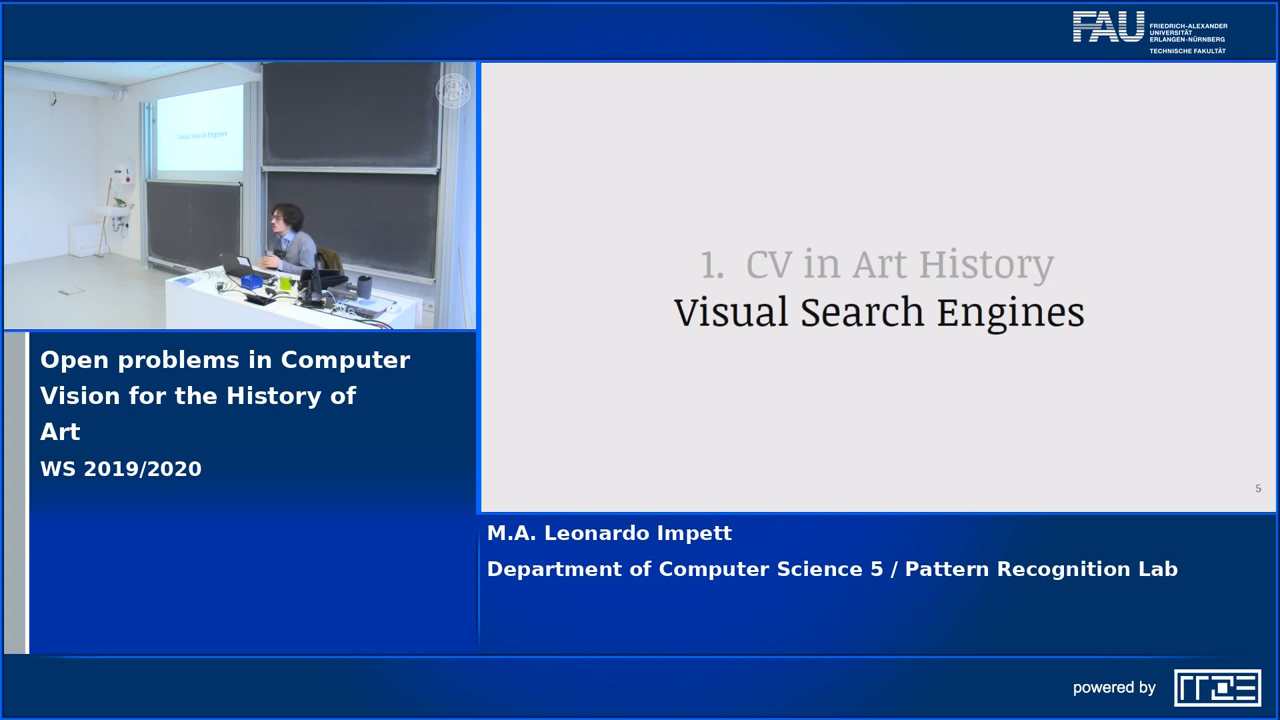 FAU
FRIEDRICH-ALEXANDER
UNIVERSITÄT
ERLANGEN-NÜRNBERG
TECHNISCHE FAKULTÄT
Visual Search Engines
1. CV in Art History
Visual Search Engines
5
Open problems in Computer
Vision for the History of
Art
WS 2019/2020
M.A. Leonardo Impett
Department of Computer Science 5 / Pattern Recognition Lab
powered by